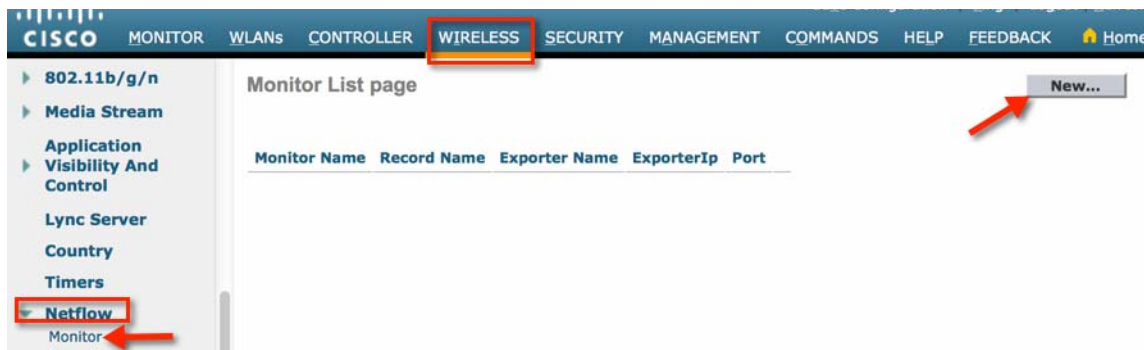 CISCO MONITOR WLANs CONTROLLER WIRELESS SECURITY MANAGEMENT COMMANDS HELP FEEDBACK Home
802.11b/g/n
Media Stream
Application
Visibility And
Control
Lync Server
Country
Timers
Netflow
Monitor
Monitor List page
New...
Monitor Name Record Name Exporter Name ExporterIp Port